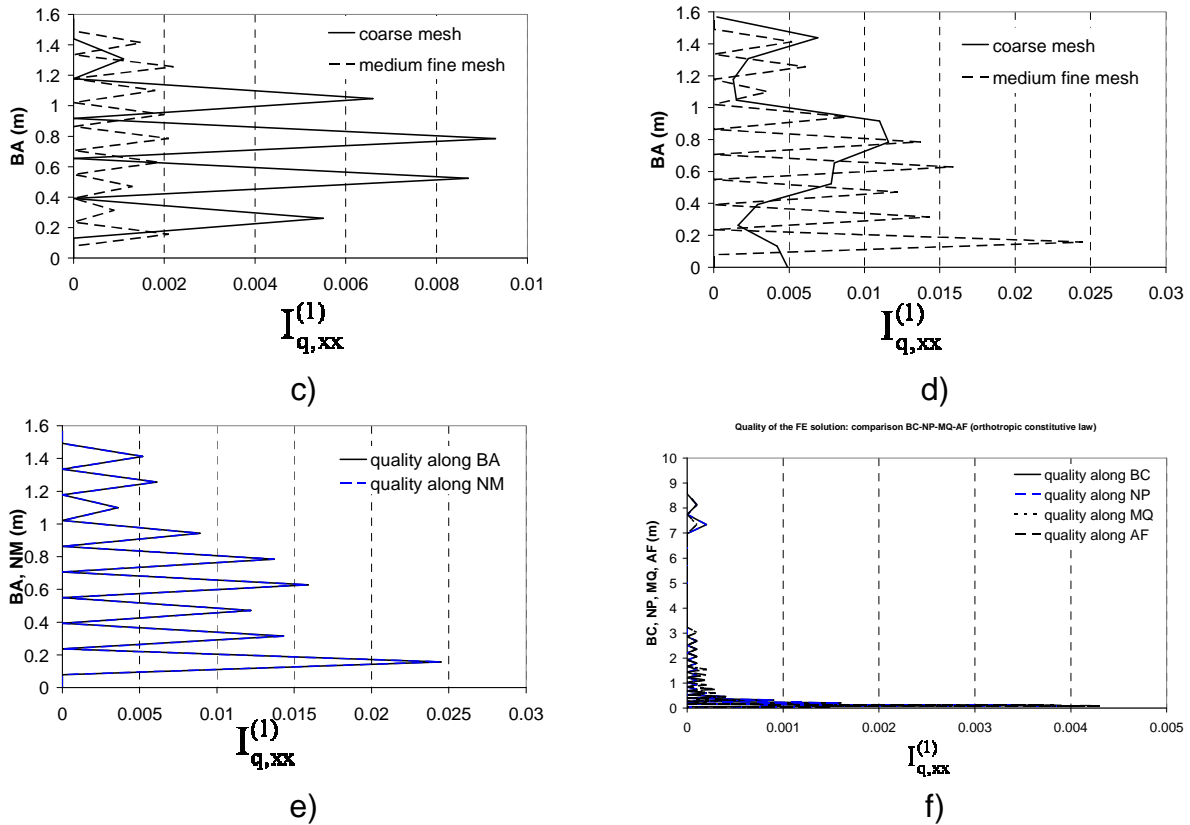 1.6
1.4
1.2
1
0.8
0.6
0.4
0.2
0
BA (m)
coarse mesh
medium fine mesh
0 0.002 0.004 0.006 0.008 0.01
I(1)q,xx
c)
1.6
1.4
1.2
1
0.8
0.6
0.4
0.2
0
BA (m)
coarse mesh
medium fine mesh
0 0.005 0.01 0.015 0.02 0.025 0.03
I(1)q,xx
d)
1.6
1.4
1.2
1
0.8
0.6
0.4
0.2
0
BA, NM (m)
quality along BA
quality along NM
0 0.005 0.01 0.015 0.02 0.025 0.03
I(1)q,xx
e)
Quality of the FE solution: comparison BC-NP-MQ-AF (orthotropic constitutive law)
10
9
8
7
6
5
4
3
2
1
0
BC, NP, MQ, AF (m)
quality along BC
quality along NP
quality along MQ
quality along AF
0 0.001 0.002 0.003 0.004 0.005
I(1)q,xx
f)